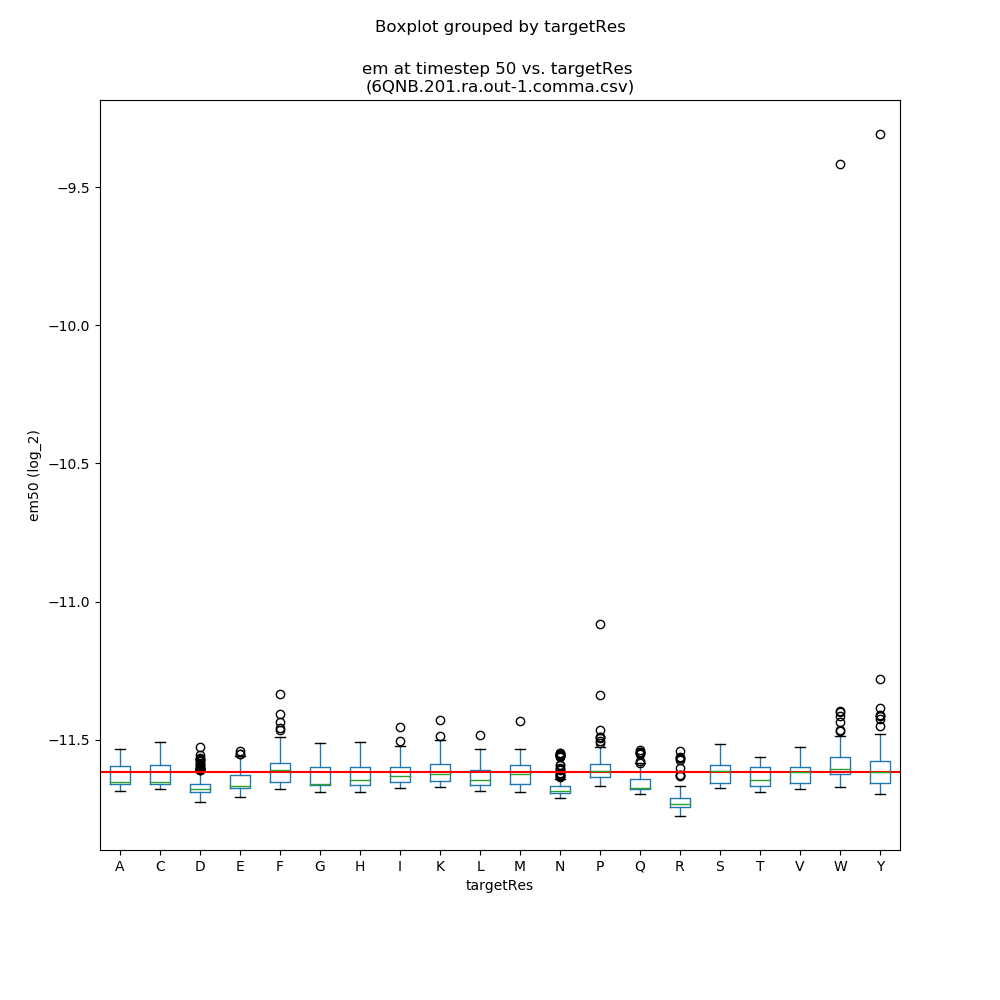 Boxplot grouped by targetRes
em at timestep 50 vs. targetRes
(6QNB.201.ra.out-1.comma.csv)
−9.5
−10.0
−10.5
−11.0
−11.5
em50 (log_2)
A C D E F G H I K L M N P Q R S T V W Y
targetRes